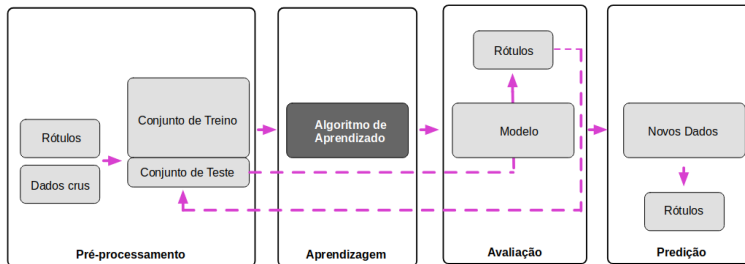 Rótulos
Dados crus
Conjunto de Treino
Conjunto de Teste
Pré-processamento
Algoritmo de
Aprendizado
Aprendizagem
Rótulos
Modelo
Avaliação
Novos Dados
Rótulos
Predição